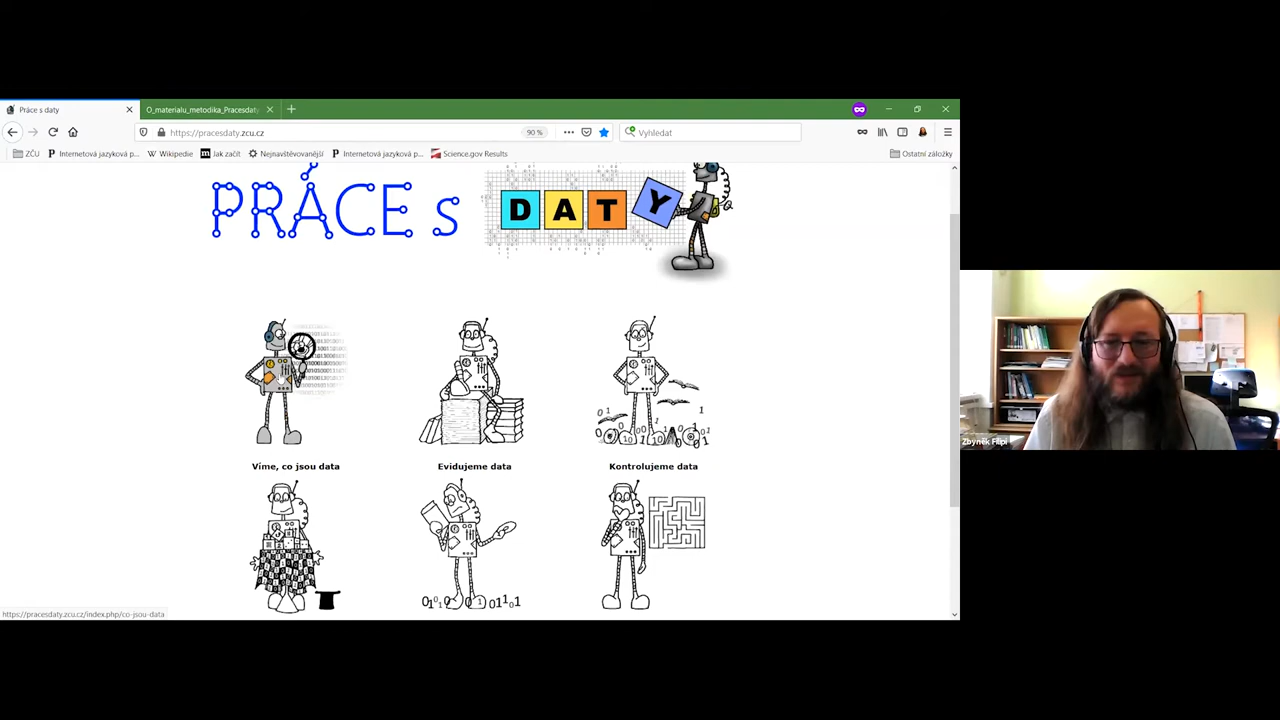 Práce s daty
O_materialu_metodika_Pracesdaty
https://pracesdaty.zcu.cz
90 %
Vyhledat
ZČU
Internetová jazyková p...
Wikipedie
Jak začít
Nejnavštěvovanější
Internetová jazyková p...
Science.gov Results
Ostatní záložky
PRÁCE s DATY
Víme, co jsou data
Evidujeme data
Kontrolujeme data
Zbyněk Filipi
https://pracesdaty.zcu.cz/index.php/co-jsou-data